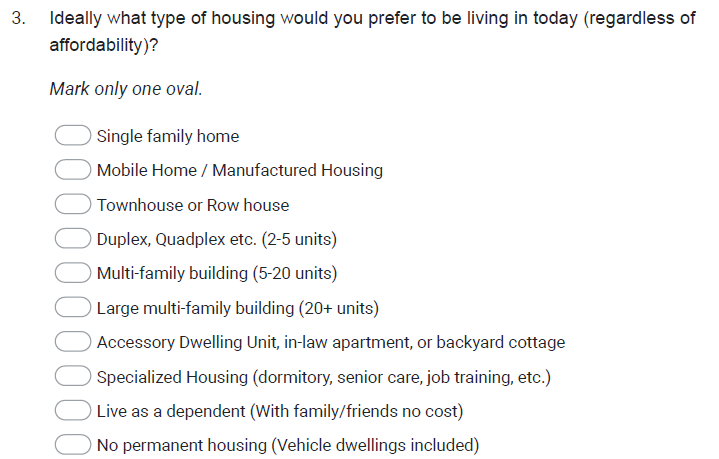 3. Ideally what type of housing would you prefer to be living in today (regardless of
affordability)?
Mark only one oval.
Single family home
Mobile Home / Manufactured Housing
Townhouse or Row house
Duplex, Quadplex etc. (2-5 units)
Multi-family building (5-20 units)
Large multi-family building (20+ units)
Accessory Dwelling Unit, in-law apartment, or backyard cottage
Specialized Housing (dormitory, senior care, job training, etc.)
Live as a dependent (With family/friends no cost)
No permanent housing (Vehicle dwellings included)